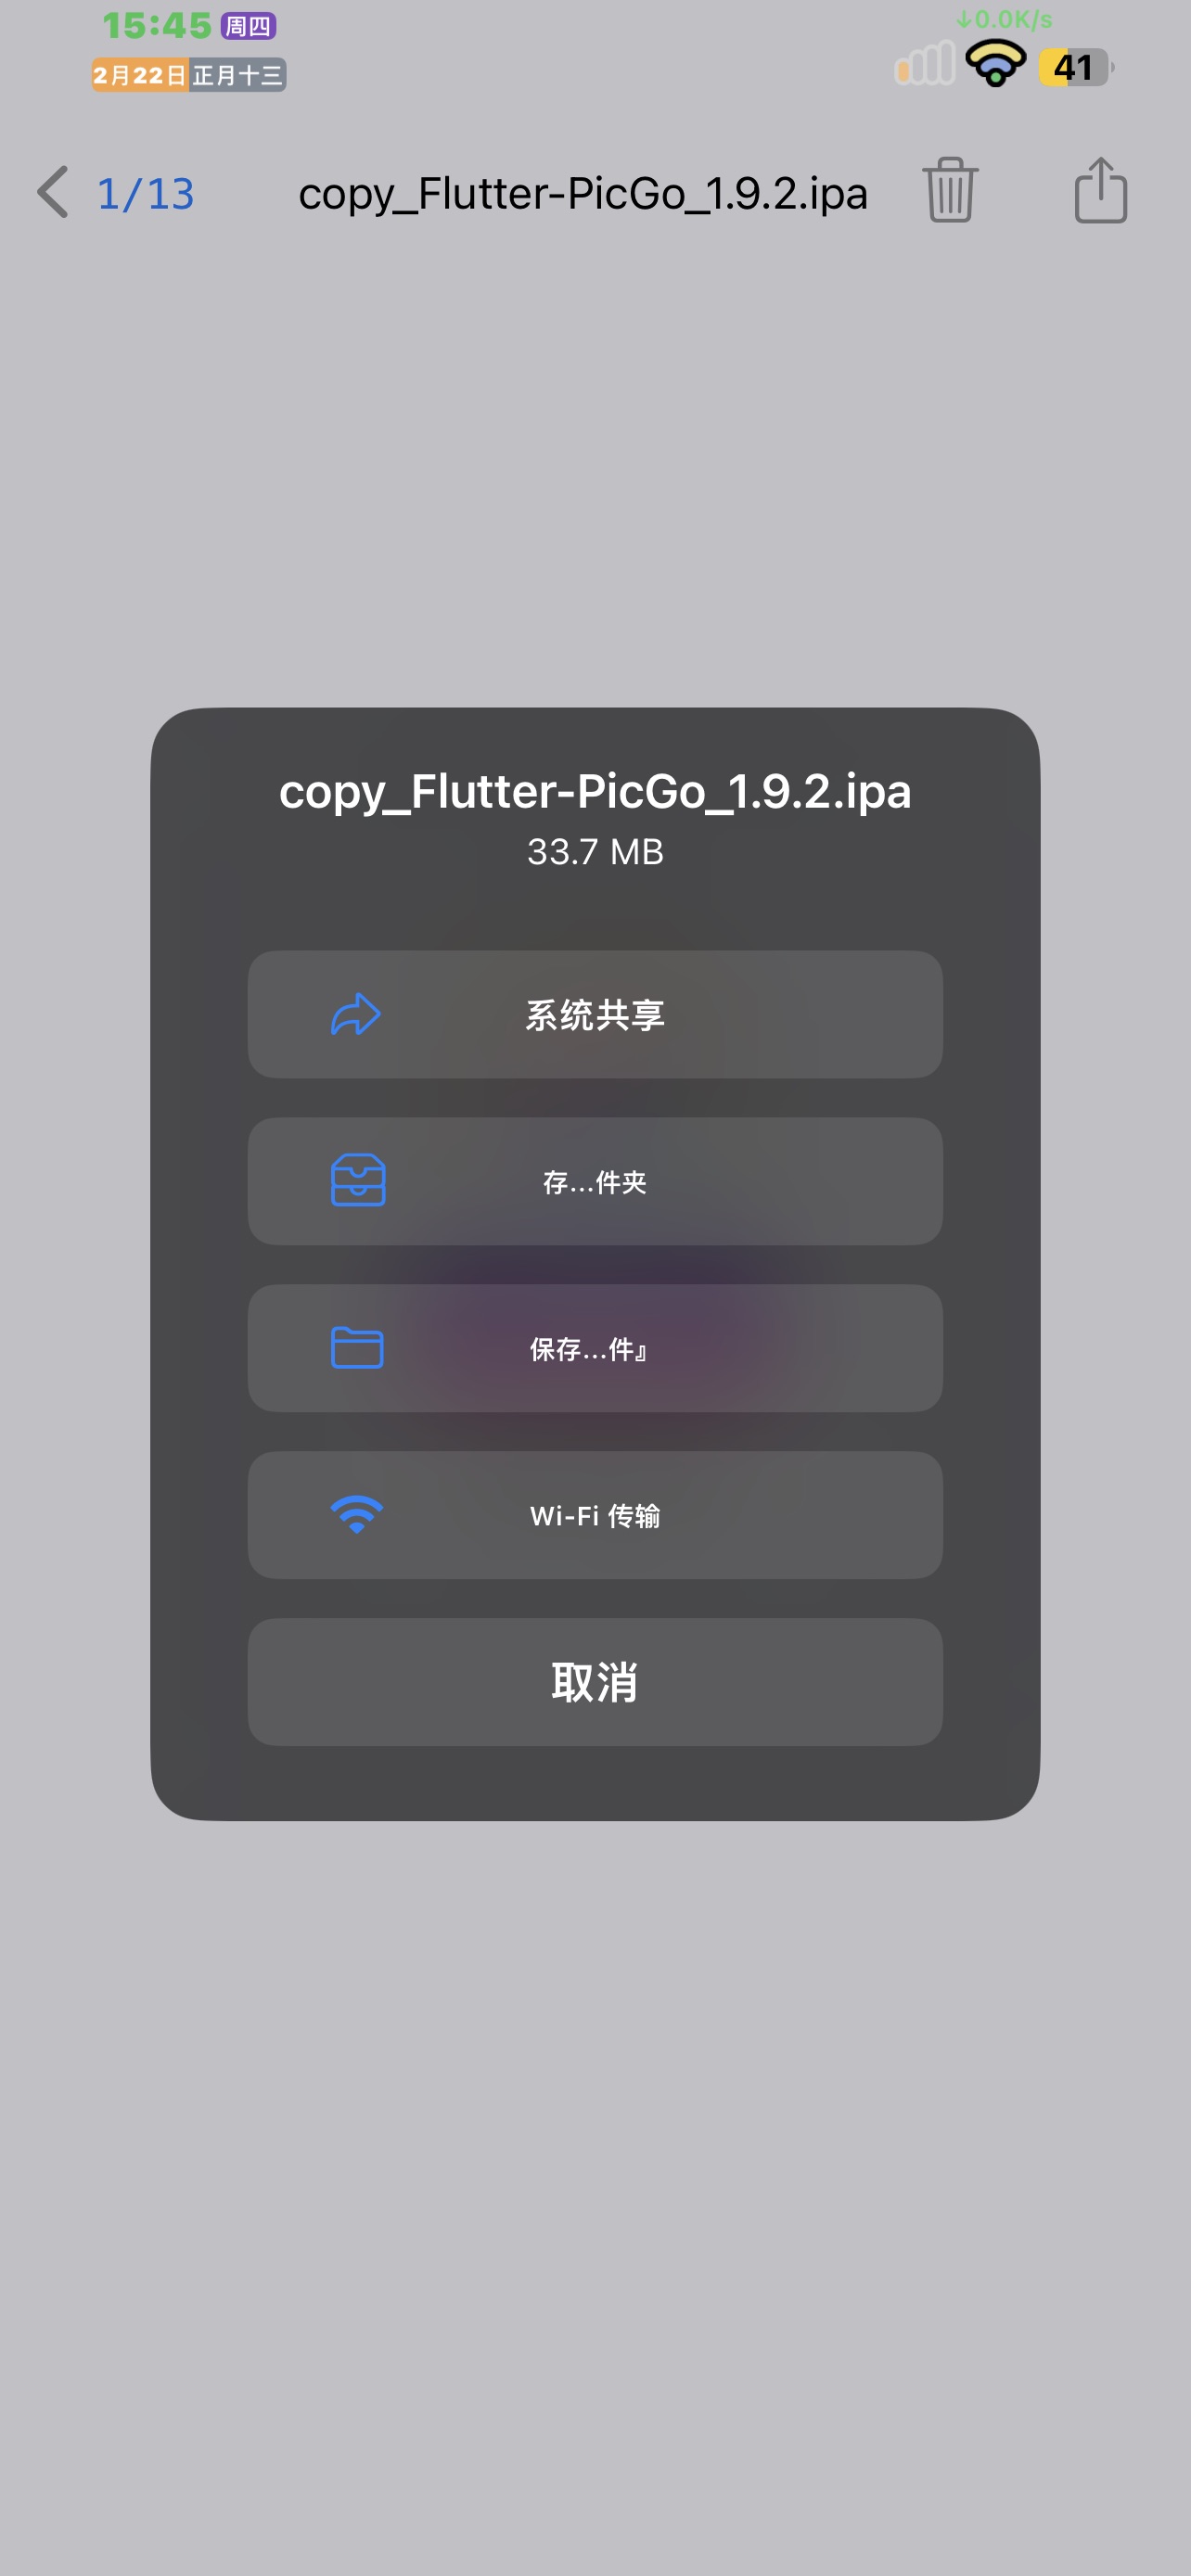 15:45 周四
↓0.0K/s
2月22日 正月十三
41
1/13
copy_Flutter-PicGo_1.9.2.ipa
copy_Flutter-PicGo_1.9.2.ipa
33.7 MB
系统共享
存...件夹
保存...件』
Wi-Fi 传输
取消